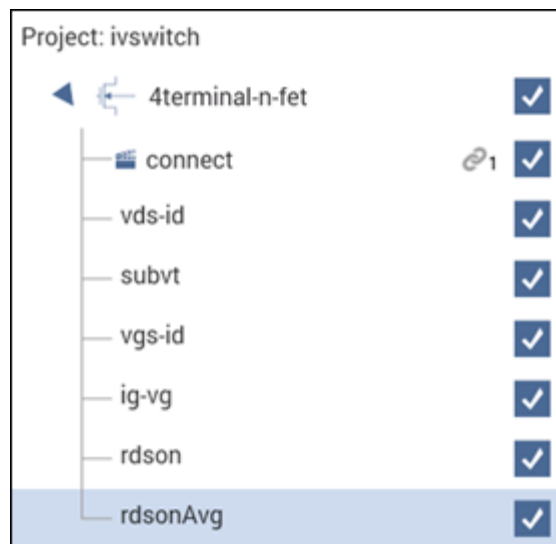 Project: ivswitch
4terminal-n-fet
connect 1
vds-id
subvt
vgs-id
ig-vg
rdson
rdsonAvg